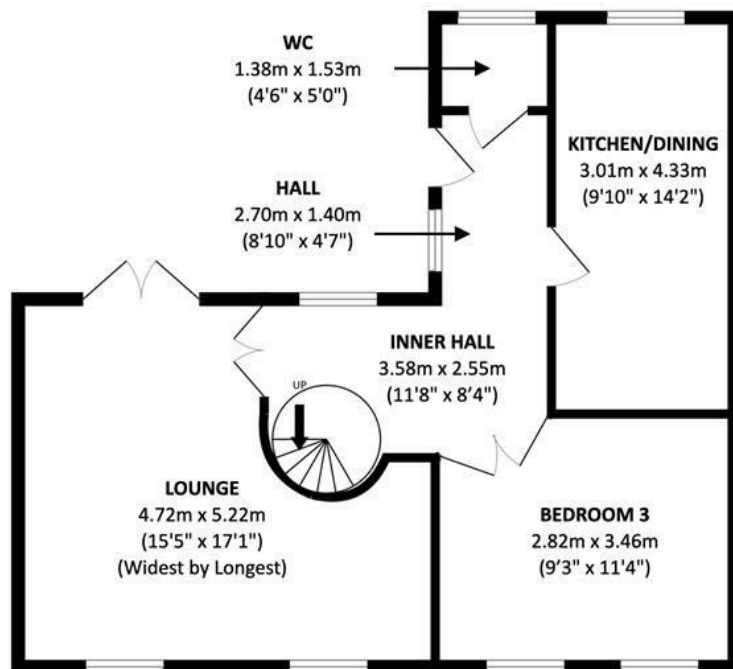 WC
1.38m x 1.53m
(4'6" x 5'0")
KITCHEN/DINING
3.01m x 4.33m
(9'10" x 14'2")
HALL
2.70m x 1.40m
(8'10" x 4'7")
INNER HALL
3.58m x 2.55m
(11'8" x 8’4")
UP
LOUNGE
4.72m x 5.22m
(15'5" x 17'1")
(Widest by Longest)
BEDROOM 3
2.82m x 3.46m
(9’3" x 11'4")